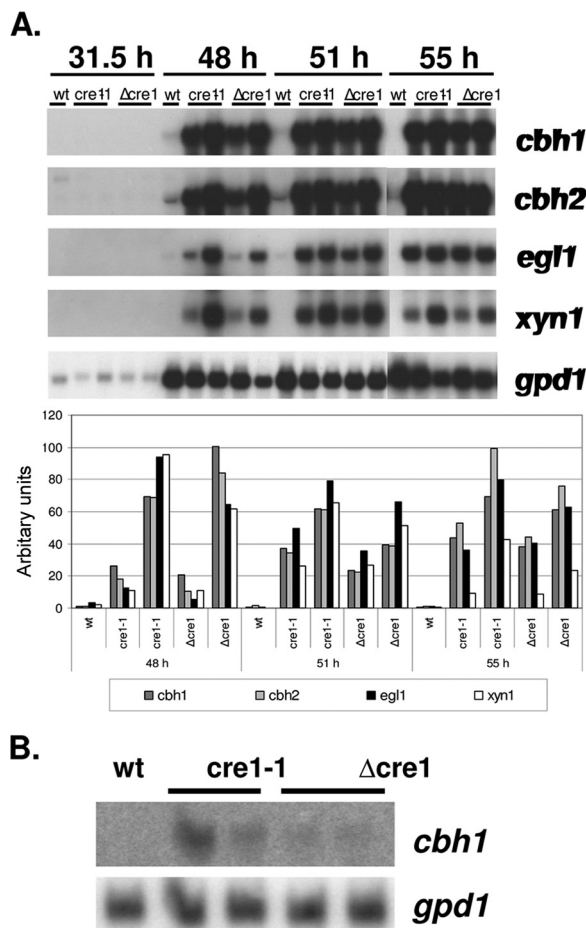 A.
31.5 h 48 h 51 h 55 h
wt cre1-1 Δcre1 wt cre1-1 Δcre1 wt cre1-1 Δcre1 wt cre1-1 Δcre1
cbh1
cbh2
egl1
xyn1
gpd1
120
100
80
60
40
20
0
Arbitary units
wt cre1-1 cre1-1 Δcre1 Δcre1 wt cre1-1 cre1-1 Δcre1 Δcre1 wt cre1-1 cre1-1 Δcre1 Δcre1
48 h 51 h 55 h
cbh1 cbh2 egl1 xyn1
B.
wt cre1-1 Δcre1
cbh1
gpd1